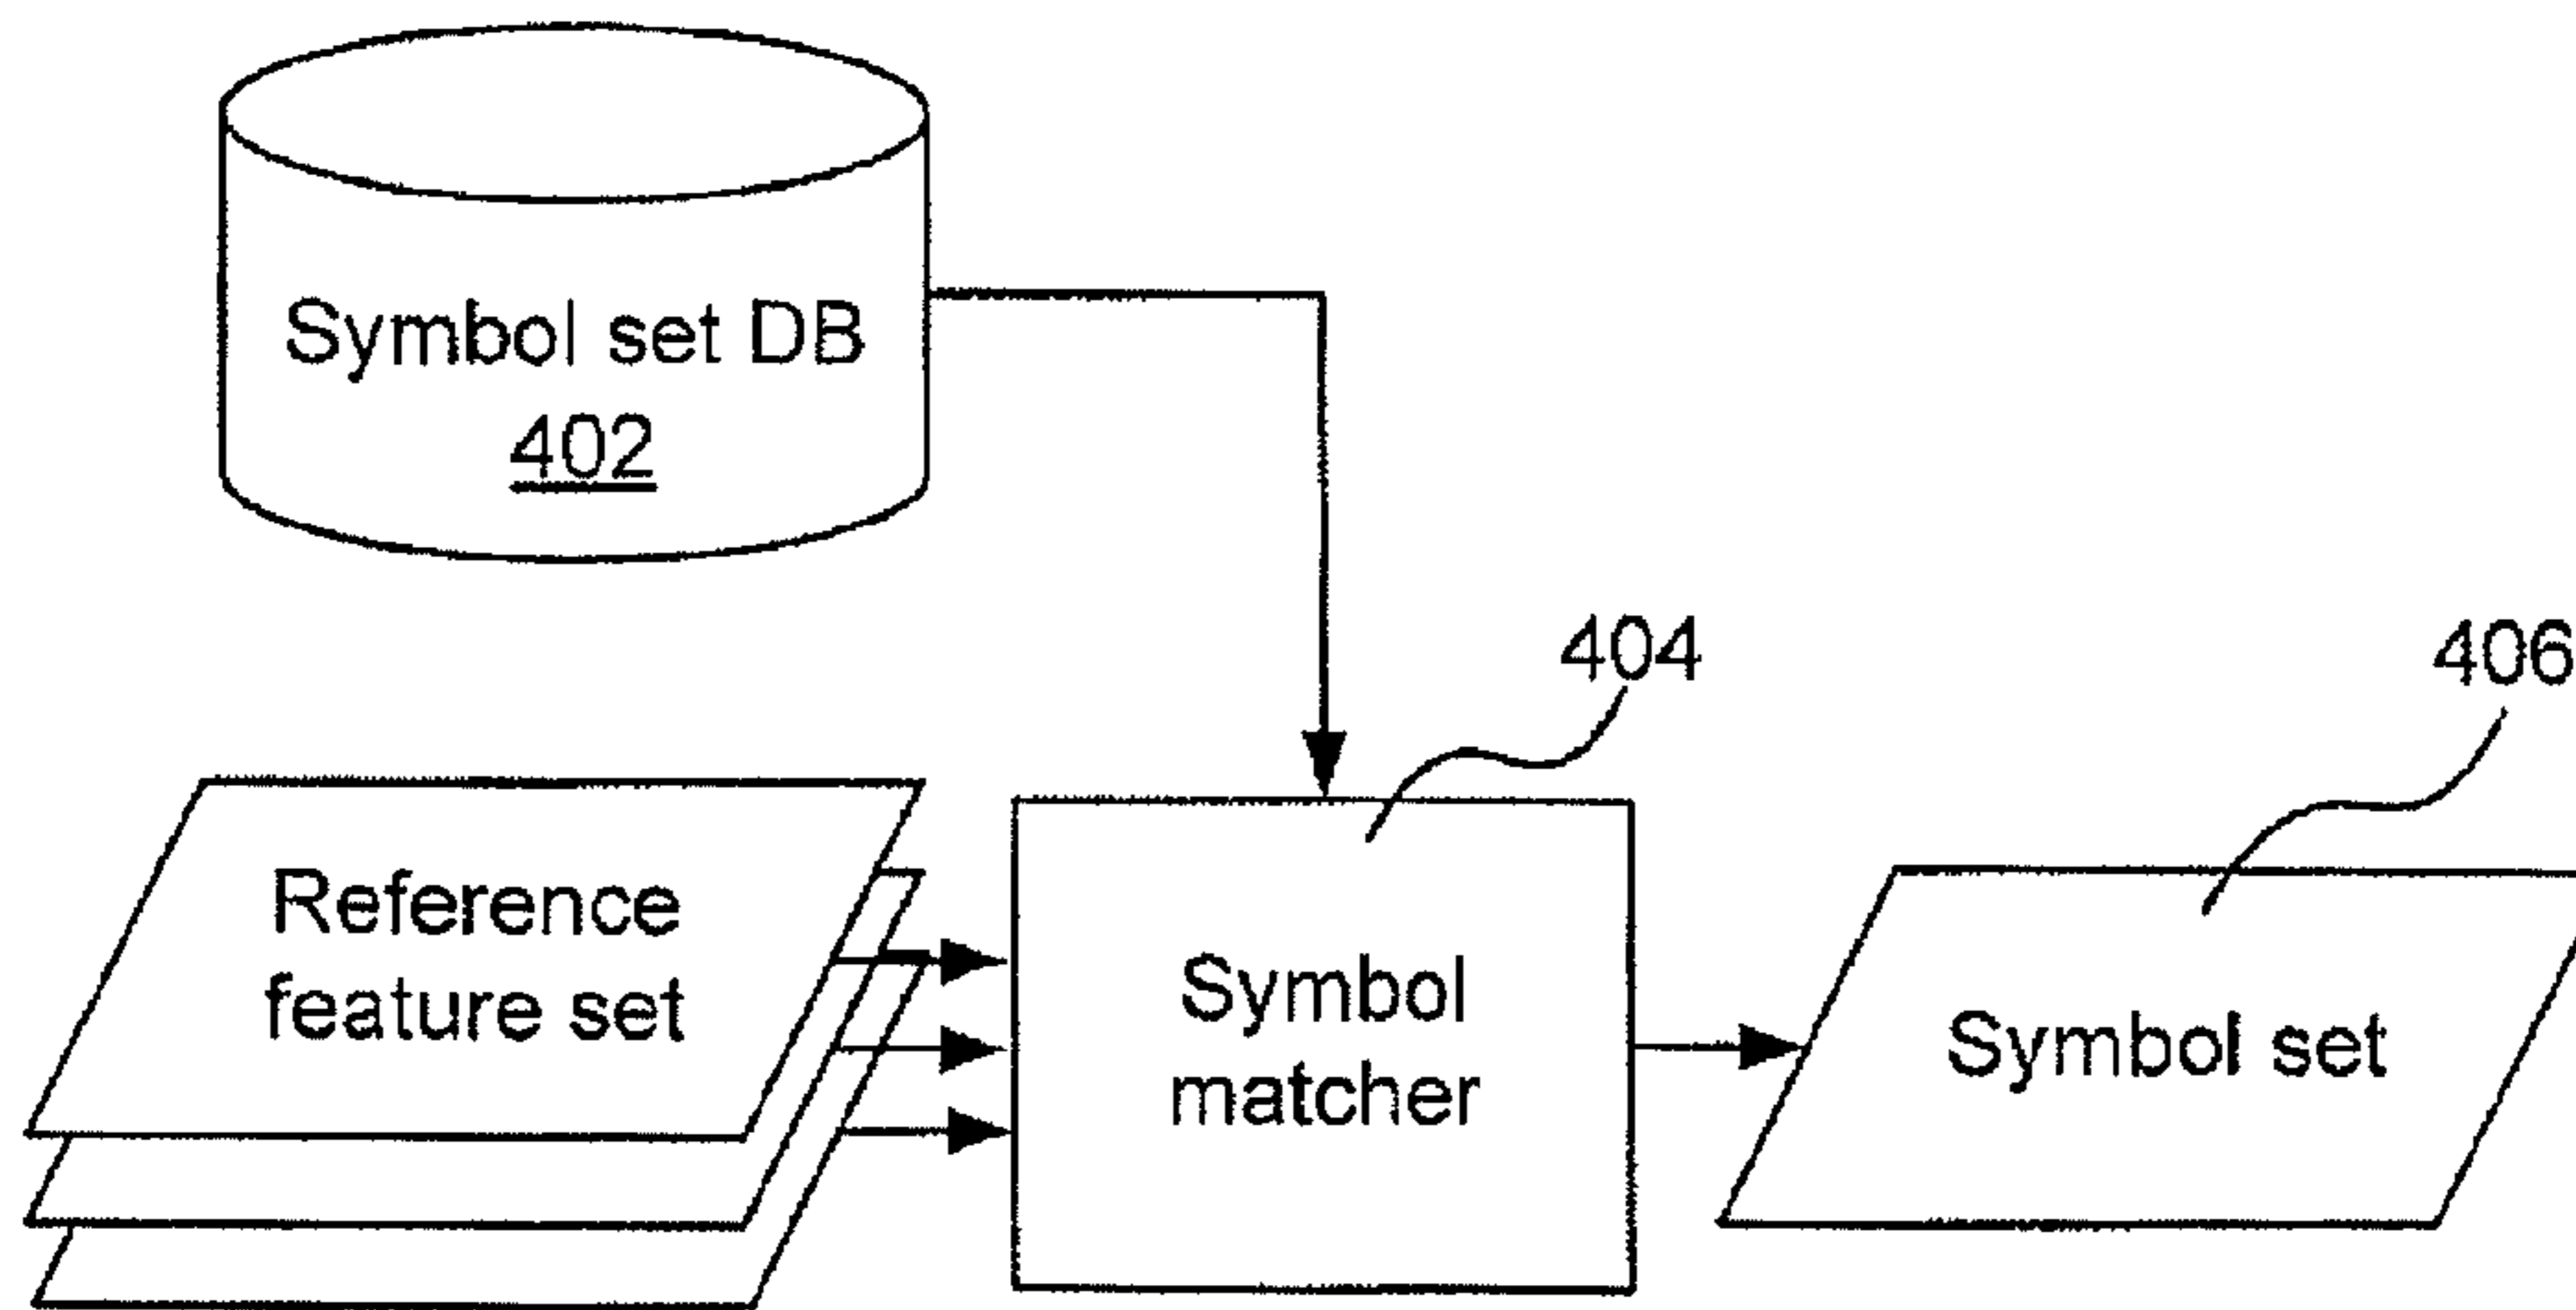 Symbol set DB
402
404
406
Reference
feature set
Symbol
matcher
Symbol set